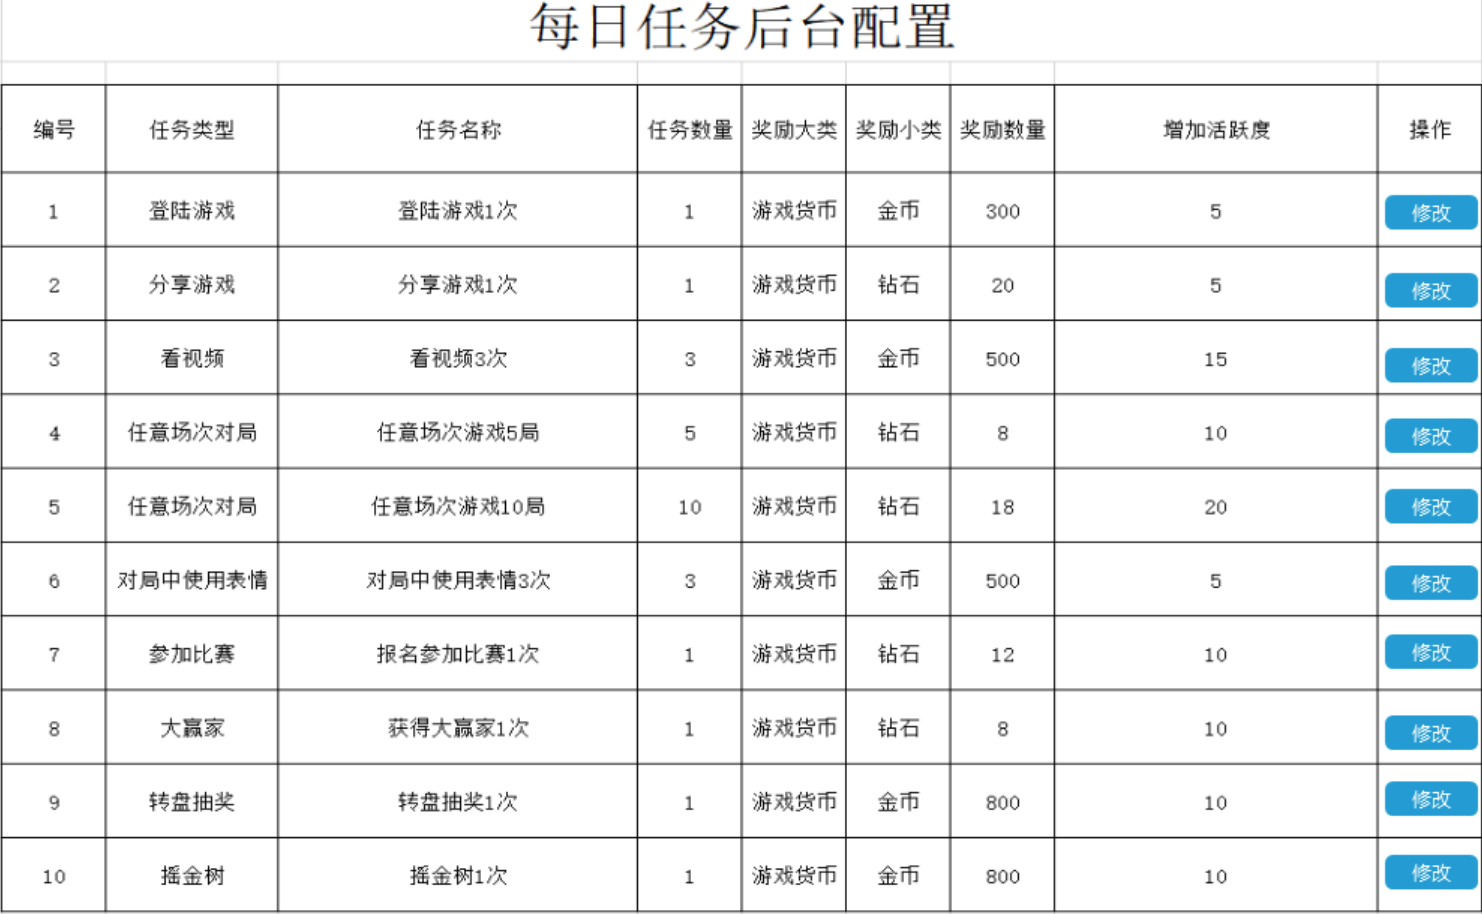 每日任务后台配置
编号 任务类型 任务名称 任务数量 奖励大类 奖励小类 奖励数量 增加活跃度 操作
1 登陆游戏 登陆游戏1次 1 游戏货币 金币 300 5 修改
2 分享游戏 分享游戏1次 1 游戏货币 钻石 20 5 修改
3 看视频 看视频3次 3 游戏货币 金币 500 15 修改
4 任意场次对局 任意场次游戏5局 5 游戏货币 钻石 8 10 修改
5 任意场次对局 任意场次游戏10局 10 游戏货币 钻石 18 20 修改
6 对局中使用表情 对局中使用表情3次 3 游戏货币 金币 500 5 修改
7 参加比赛 报名参加比赛1次 1 游戏货币 钻石 12 10 修改
8 大赢家 获得大赢家1次 1 游戏货币 钻石 8 10 修改
9 转盘抽奖 转盘抽奖1次 1 游戏货币 金币 800 10 修改
10 摇金树 摇金树1次 1 游戏货币 金币 800 10 修改